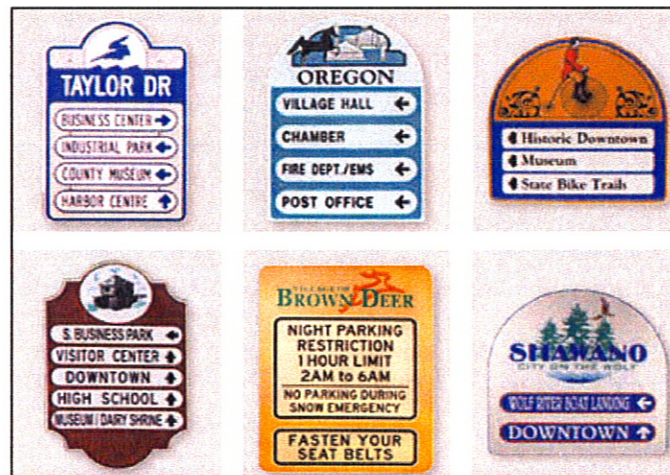 TAYLOR DR
BUSINESS CENTER
INDUSTRIAL PARK
COUNTY MUSEUM
HARBOR CENTRE
OREGON
VILLAGE HALL
CHAMBER
FIRE DEPT./EMS
POST OFFICE
Historic Downtown
Museum
State Bike Trails
S. BUSINESS PARK
VISITOR CENTER
DOWNTOWN
HIGH SCHOOL
MUSEUM / DAIRY SHRINE
VILLAGE OF
BROWN DEER
NIGHT PARKING
RESTRICTION
1 HOUR LIMIT
2AM to 6AM
NO PARKING DURING
SNOW EMERGENCY
FASTEN YOUR
SEAT BELTS
SHAWANO
CITY ON THE WOLF
WOLF RIVER BOAT LANDING
DOWNTOWN